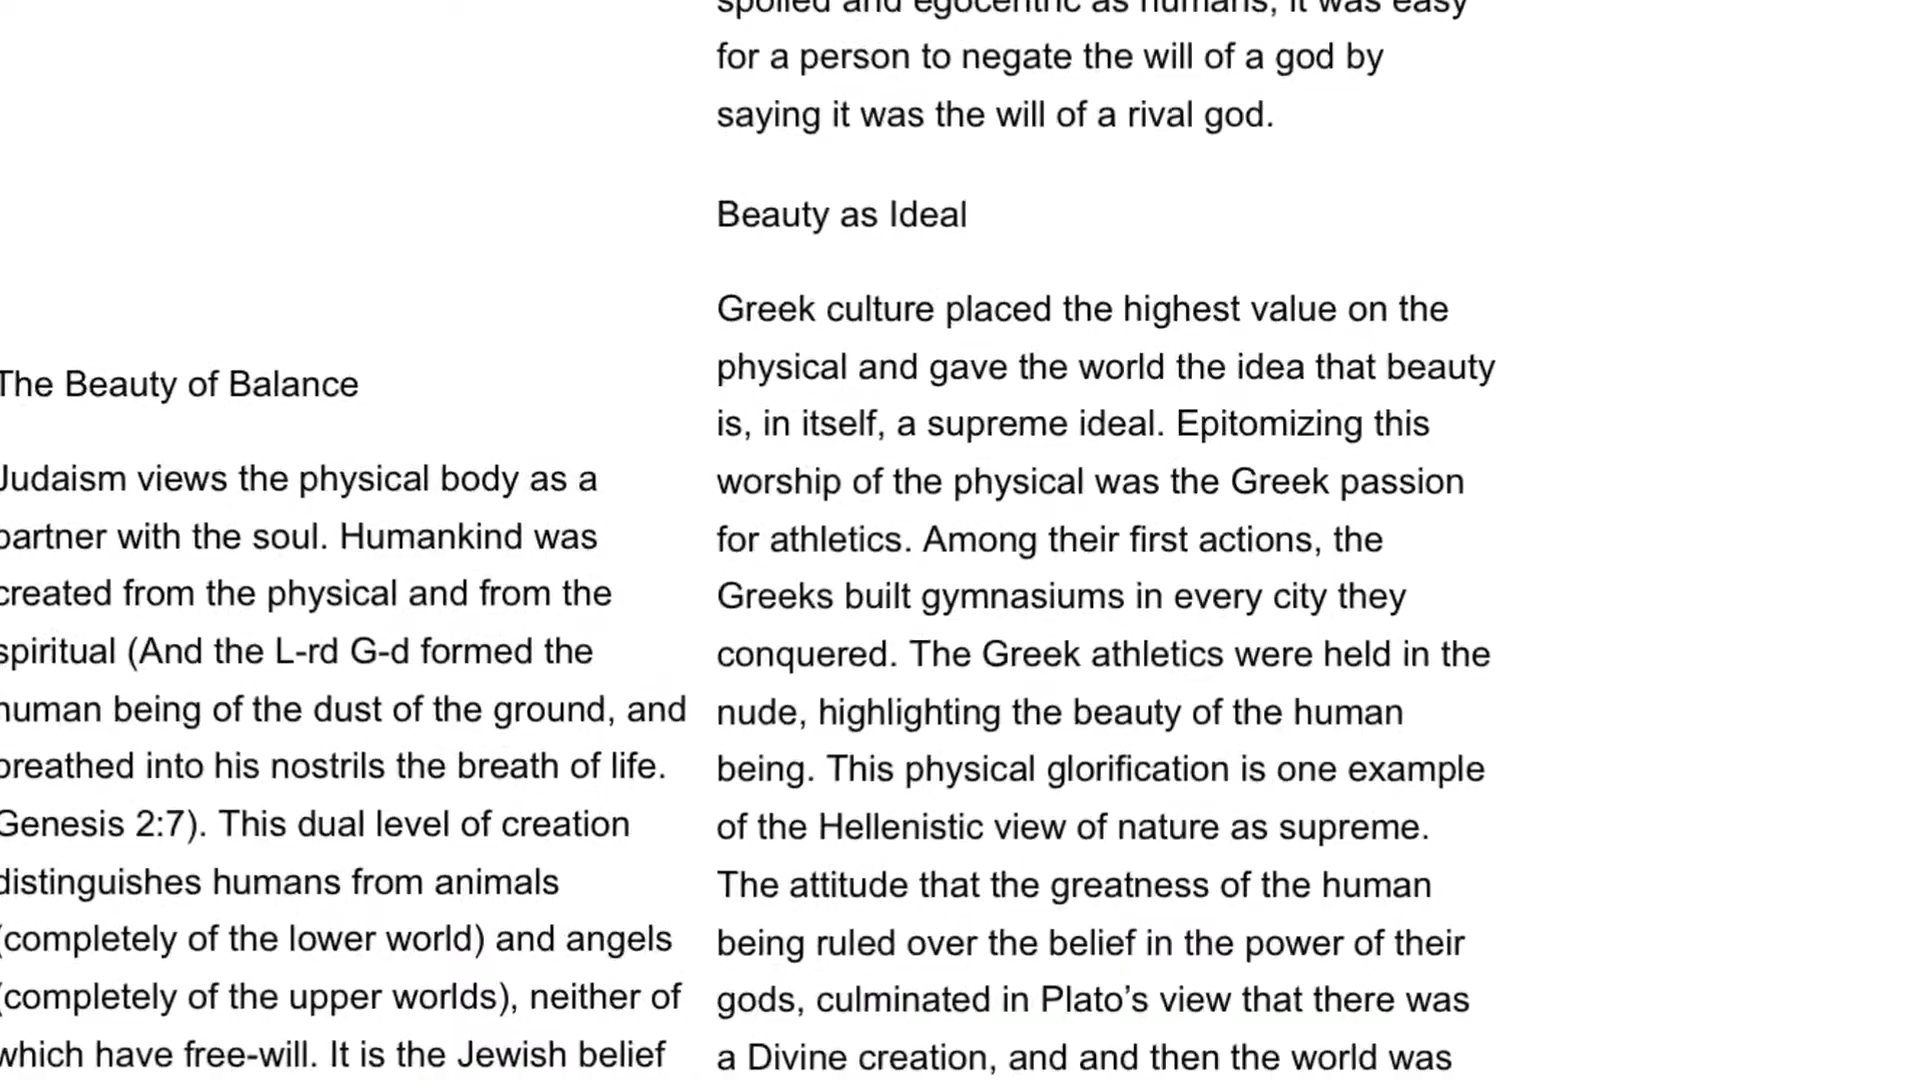 The Beauty of Balance
Judaism views the physical body as a
partner with the soul. Humankind was
created from the physical and from the
spiritual (And the L-rd G-d formed the
human being of the dust of the ground, and
breathed into his nostrils the breath of life.
Genesis 2:7). This dual level of creation
distinguishes humans from animals
(completely of the lower world) and angels
(completely of the upper worlds), neither of
which have free-will. It is the Jewish belief
spoiled and egocentric as humans, it was easy
for a person to negate the will of a god by
saying it was the will of a rival god.
Beauty as Ideal
Greek culture placed the highest value on the
physical and gave the world the idea that beauty
is, in itself, a supreme ideal. Epitomizing this
worship of the physical was the Greek passion
for athletics. Among their first actions, the
Greeks built gymnasiums in every city they
conquered. The Greek athletics were held in the
nude, highlighting the beauty of the human
being. This physical glorification is one example
of the Hellenistic view of nature as supreme.
The attitude that the greatness of the human
being ruled over the belief in the power of their
gods, culminated in Plato’s view that there was
a Divine creation, and and then the world was